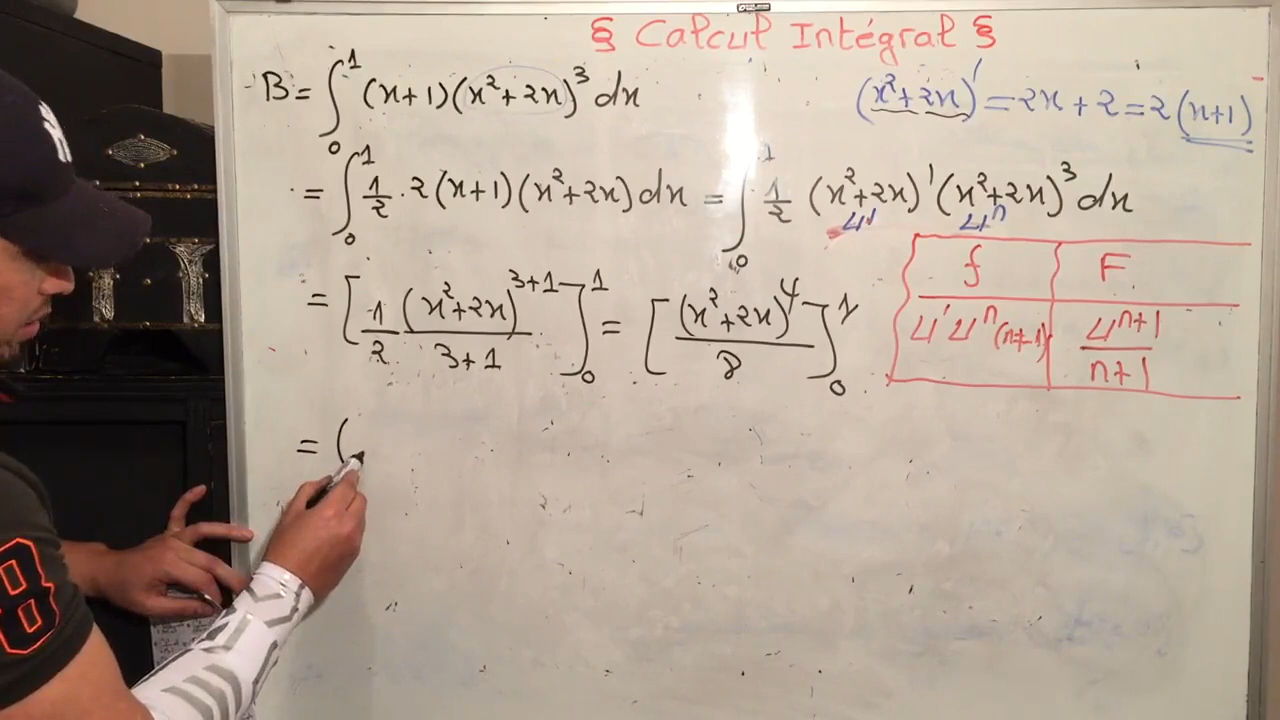 § Calcul Intégral §
B = ∫₀¹ (x+1)(x²+2x)³ dx
(x²+2x)' = 2x + 2 = 2(x+1)
= ∫₀¹ 1/2 · 2(x+1)(x²+2x) dx = ∫₀¹ 1/2 (x²+2x)' (x²+2x)³ dx
u' uⁿ
= [1/2 (x²+2x)³⁺¹/(3+1)]₀¹ = [(x²+2x)⁴/8]₀¹
f F
u'uⁿ (n≠-1) uⁿ⁺¹/(n+1)
= (
8